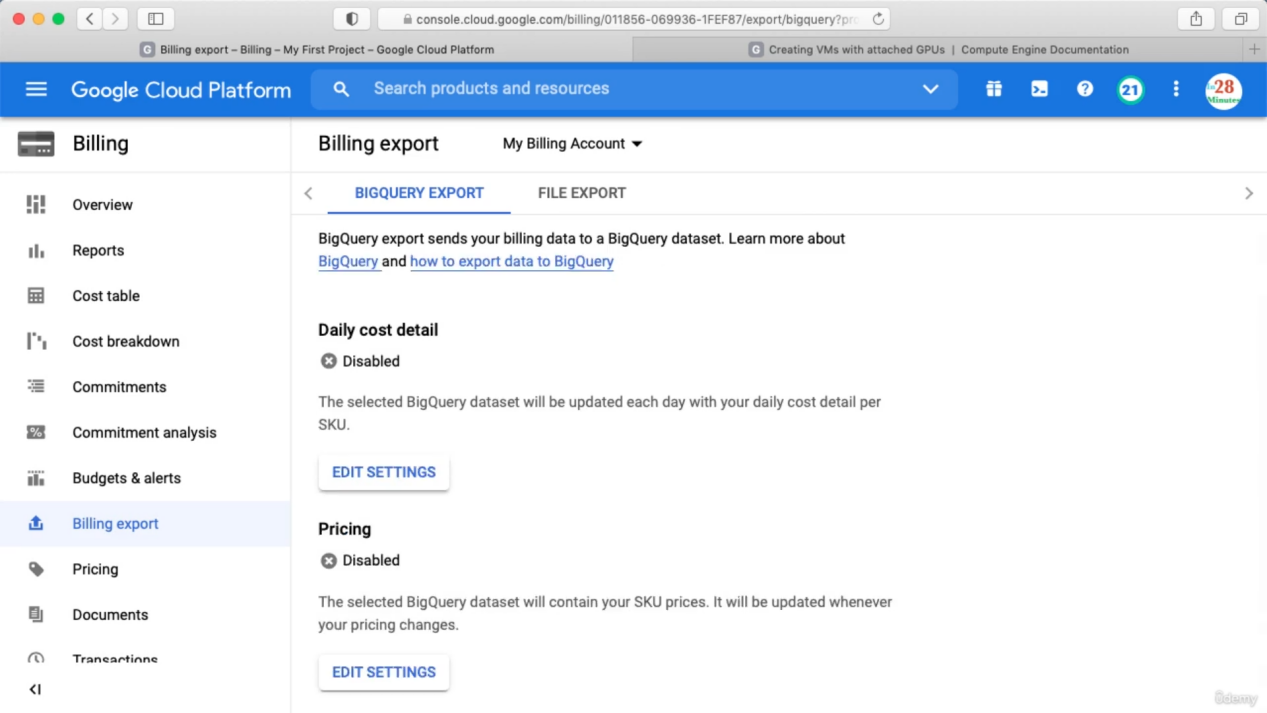 console.cloud.google.com/billing/011856-069936-1FEF87/export/bigquery?pro
G Billing export – Billing – My First Project – Google Cloud Platform
G Creating VMs with attached GPUs | Compute Engine Documentation
Google Cloud Platform
Search products and resources
21
in28
Minutes
Billing
Billing export
My Billing Account
Overview
Reports
Cost table
Cost breakdown
Commitments
Commitment analysis
Budgets & alerts
Billing export
Pricing
Documents
Transactions
BIGQUERY EXPORT
FILE EXPORT
BigQuery export sends your billing data to a BigQuery dataset. Learn more about
BigQuery and how to export data to BigQuery
Daily cost detail
Disabled
The selected BigQuery dataset will be updated each day with your daily cost detail per
SKU.
EDIT SETTINGS
Pricing
Disabled
The selected BigQuery dataset will contain your SKU prices. It will be updated whenever
your pricing changes.
EDIT SETTINGS
ûdemy